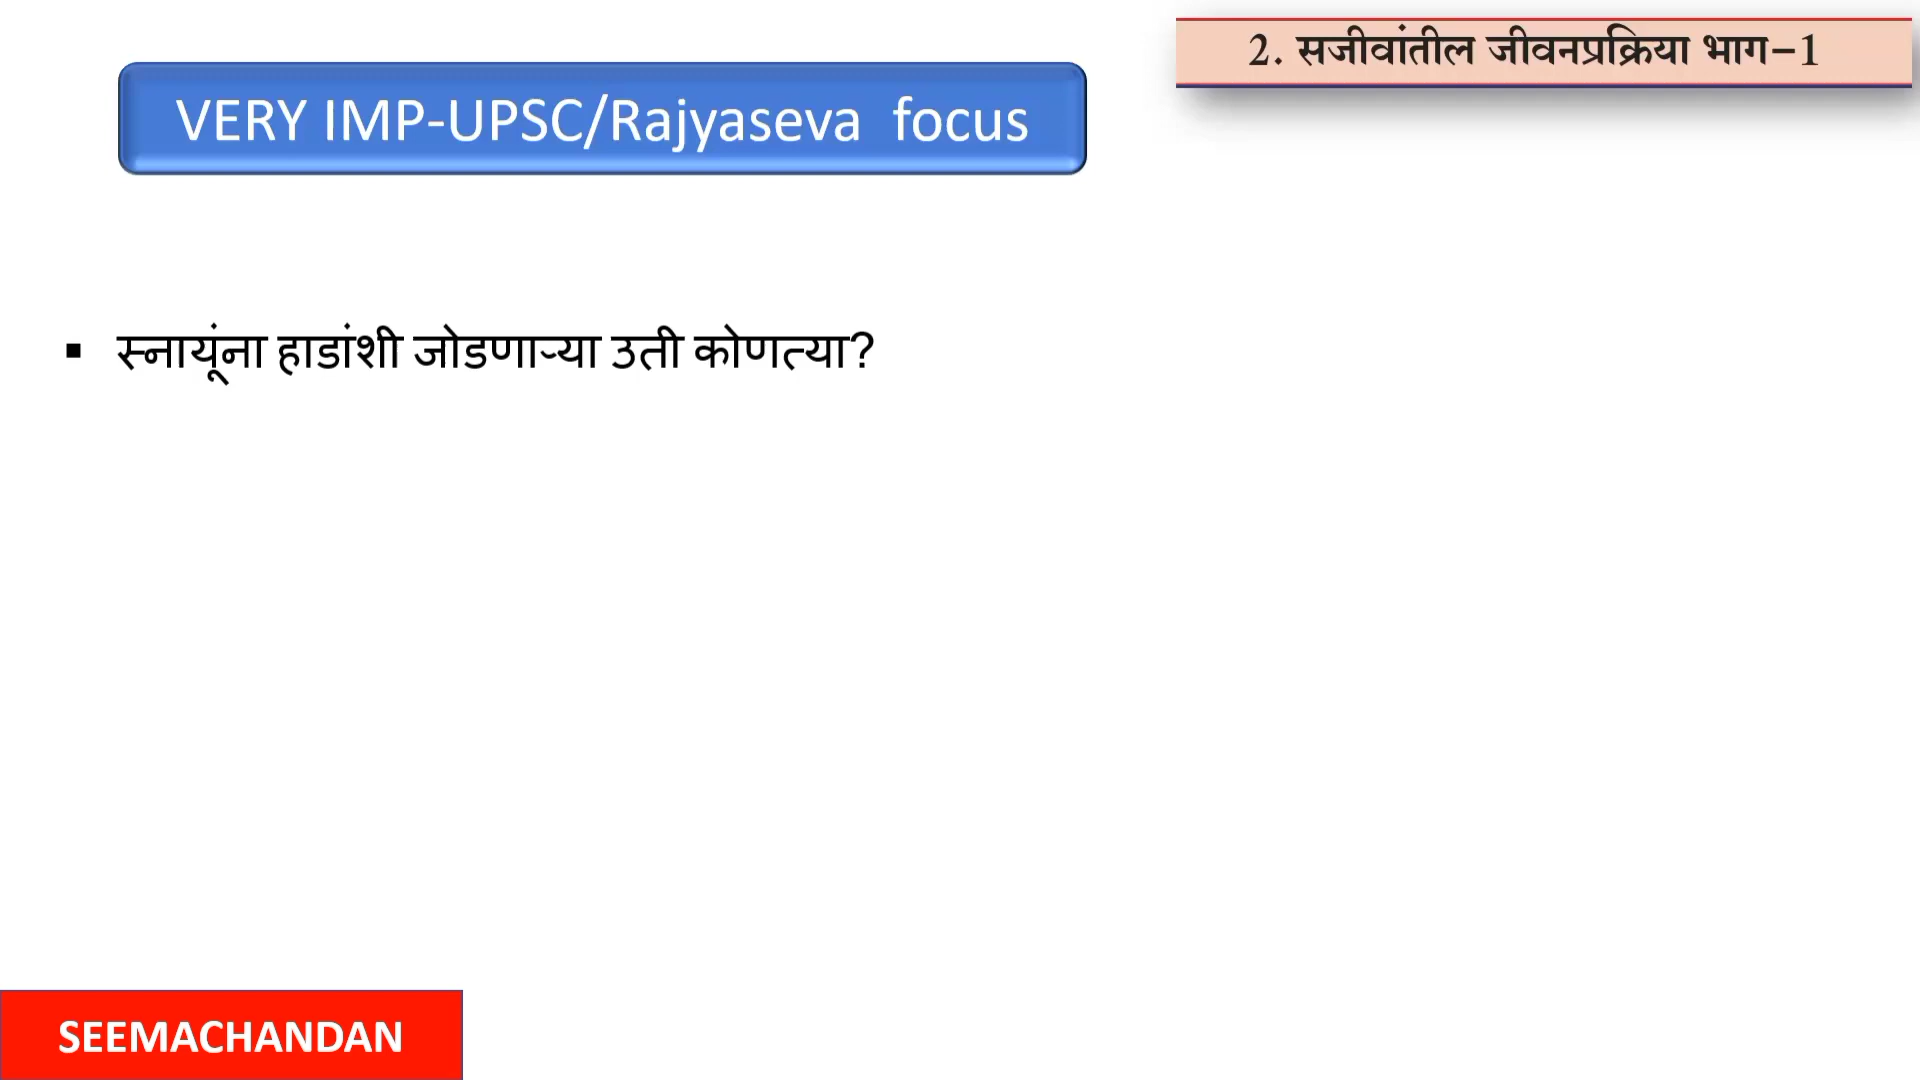 2. सजीवांतील जीवनप्रक्रिया भाग-1
VERY IMP-UPSC/Rajyaseva focus
▪ स्नायूंना हाडांशी जोडणाऱ्या उती कोणत्या?
SEEMACHANDAN